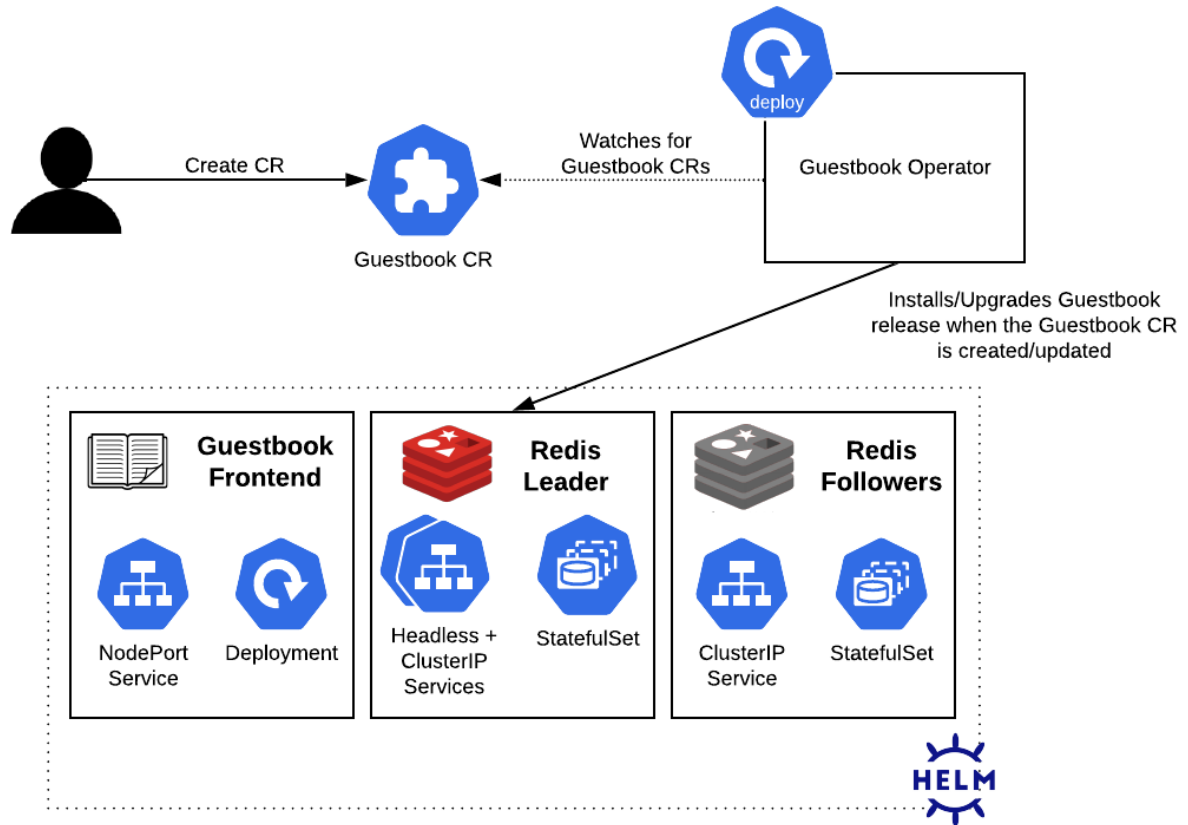 deploy
Watches for
Guestbook CRs
Create CR
Guestbook Operator
Guestbook CR
Installs/Upgrades Guestbook
release when the Guestbook CR
is created/updated
Guestbook
Frontend
Redis
Leader
Redis
Followers
NodePort
Service
Deployment
Headless +
ClusterIP
Services
StatefulSet
ClusterIP
Service
StatefulSet
HELM